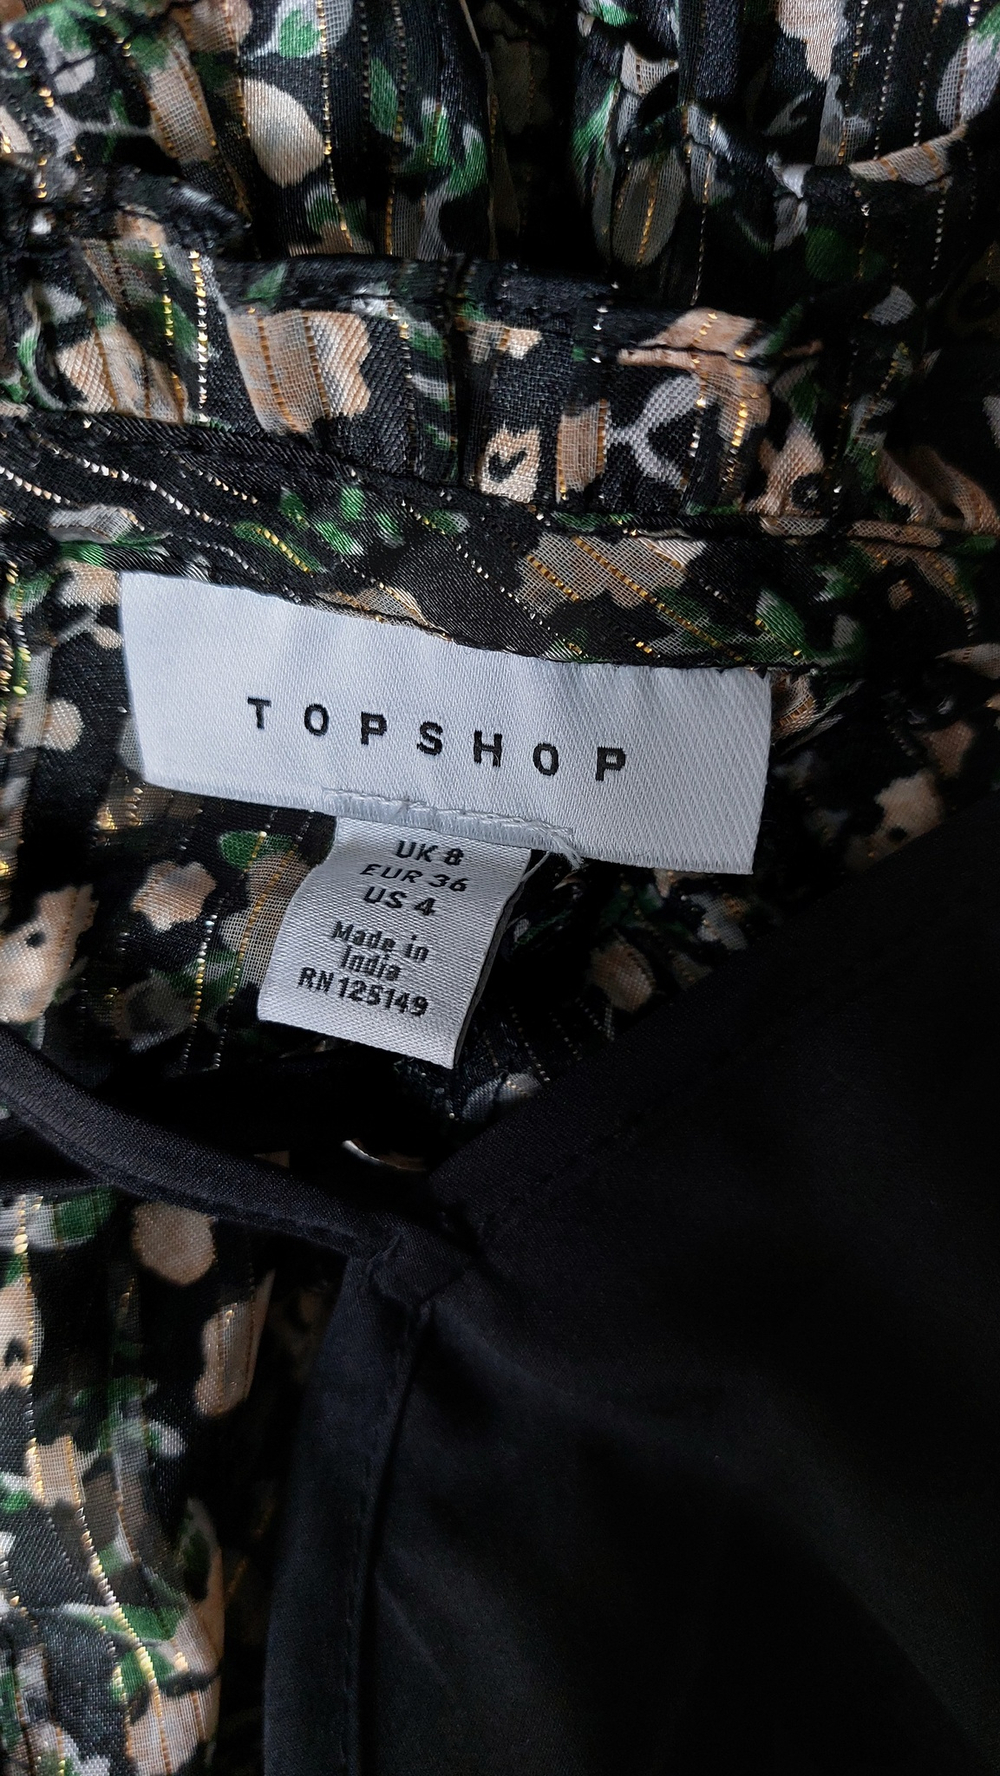 TOPSHOP
UK 8
EUR 36
US 4
Made in
India
RN 125149